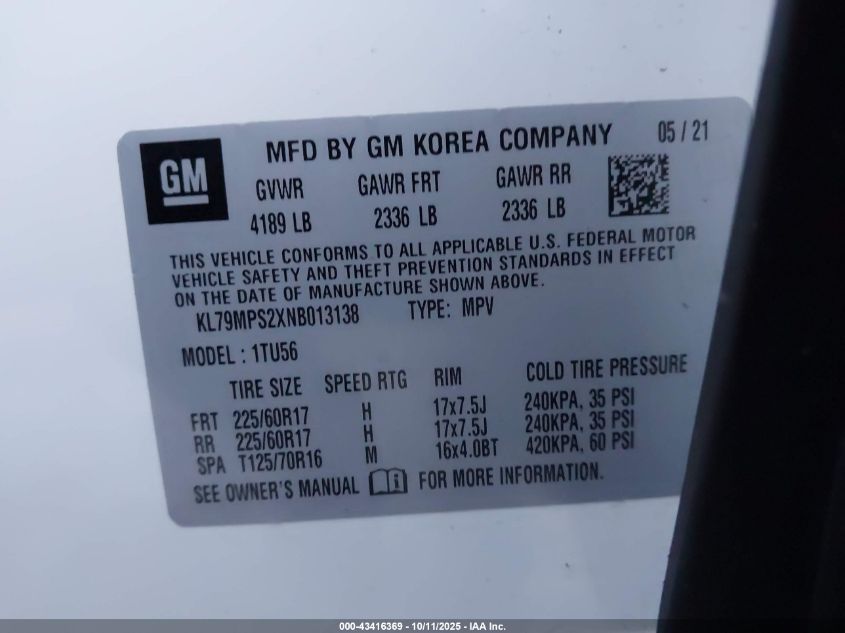 GM
MFD BY GM KOREA COMPANY 05 / 21
GVWR GAWR FRT GAWR RR
4189 LB 2336 LB 2336 LB
THIS VEHICLE CONFORMS TO ALL APPLICABLE U.S. FEDERAL MOTOR
VEHICLE SAFETY AND THEFT PREVENTION STANDARDS IN EFFECT
ON THE DATE OF MANUFACTURE SHOWN ABOVE.
KL79MPS2XNB013138 TYPE: MPV
MODEL : 1TU56
TIRE SIZE SPEED RTG RIM COLD TIRE PRESSURE
FRT 225/60R17 H 17x7.5J 240KPA, 35 PSI
RR 225/60R17 H 17x7.5J 240KPA, 35 PSI
SPA T125/70R16 M 16x4.0BT 420KPA, 60 PSI
SEE OWNER'S MANUAL i FOR MORE INFORMATION.
000-43416369 - 10/11/2025 - IAA Inc.